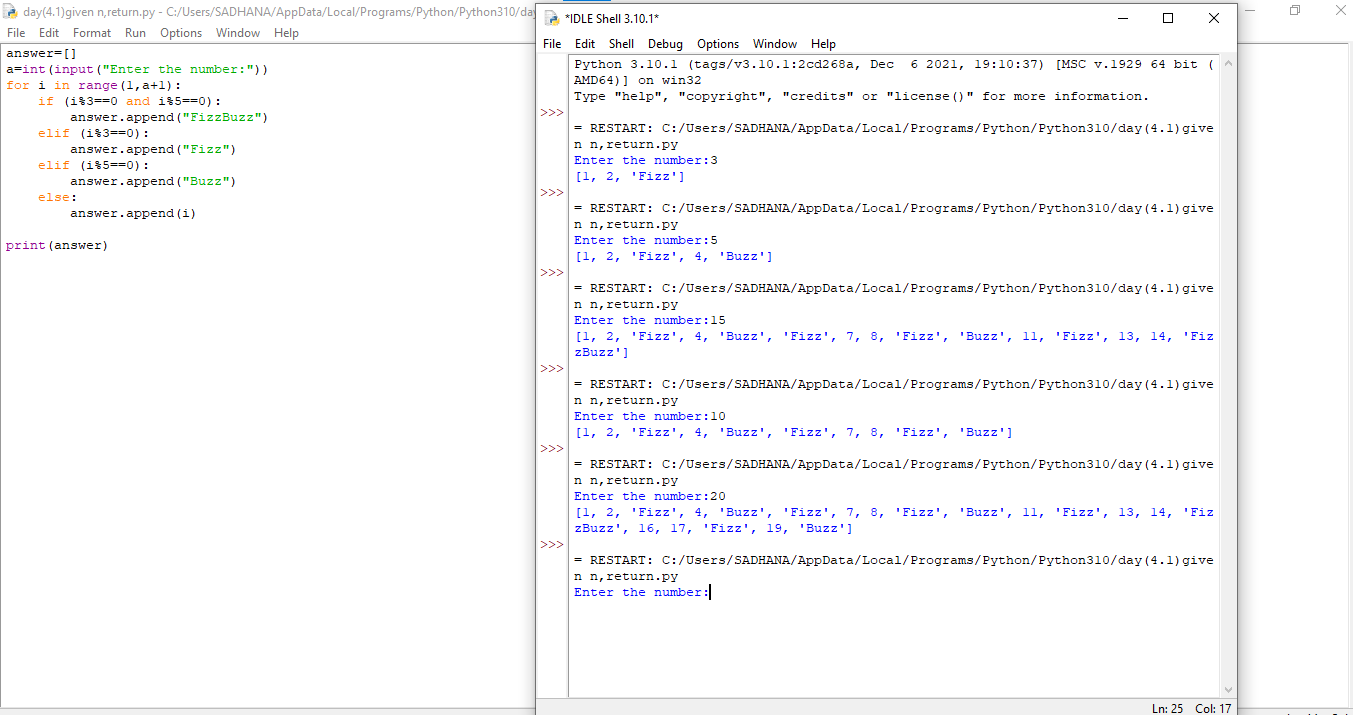 day(4.1)given n,return.py - C:/Users/SADHANA/AppData/Local/Programs/Python/Python310/day
File Edit Format Run Options Window Help
answer=[]
a=int(input("Enter the number:"))
for i in range(1,a+1):
    if (i%3==0 and i%5==0):
        answer.append("FizzBuzz")
    elif (i%3==0):
        answer.append("Fizz")
    elif (i%5==0):
        answer.append("Buzz")
    else:
        answer.append(i)
print(answer)
*IDLE Shell 3.10.1*
File Edit Shell Debug Options Window Help
Python 3.10.1 (tags/v3.10.1:2cd268a, Dec  6 2021, 19:10:37) [MSC v.1929 64 bit (
AMD64)] on win32
Type "help", "copyright", "credits" or "license()" for more information.
>>>
= RESTART: C:/Users/SADHANA/AppData/Local/Programs/Python/Python310/day(4.1)give
n n,return.py
Enter the number:3
[1, 2, 'Fizz']
>>>
= RESTART: C:/Users/SADHANA/AppData/Local/Programs/Python/Python310/day(4.1)give
n n,return.py
Enter the number:5
[1, 2, 'Fizz', 4, 'Buzz']
>>>
= RESTART: C:/Users/SADHANA/AppData/Local/Programs/Python/Python310/day(4.1)give
n n,return.py
Enter the number:15
[1, 2, 'Fizz', 4, 'Buzz', 'Fizz', 7, 8, 'Fizz', 'Buzz', 11, 'Fizz', 13, 14, 'Fiz
zBuzz']
>>>
= RESTART: C:/Users/SADHANA/AppData/Local/Programs/Python/Python310/day(4.1)give
n n,return.py
Enter the number:10
[1, 2, 'Fizz', 4, 'Buzz', 'Fizz', 7, 8, 'Fizz', 'Buzz']
>>>
= RESTART: C:/Users/SADHANA/AppData/Local/Programs/Python/Python310/day(4.1)give
n n,return.py
Enter the number:20
[1, 2, 'Fizz', 4, 'Buzz', 'Fizz', 7, 8, 'Fizz', 'Buzz', 11, 'Fizz', 13, 14, 'Fiz
zBuzz', 16, 17, 'Fizz', 19, 'Buzz']
>>>
= RESTART: C:/Users/SADHANA/AppData/Local/Programs/Python/Python310/day(4.1)give
n n,return.py
Enter the number:
Ln: 25 Col: 17